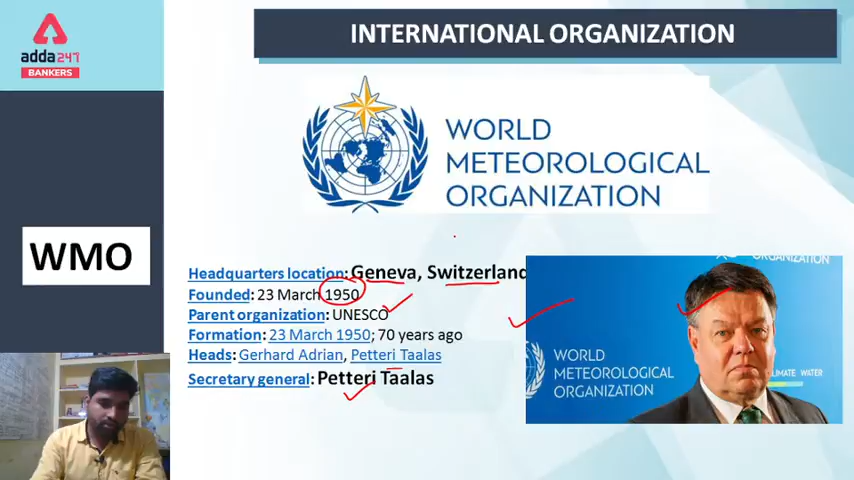 adda247
BANKERS
INTERNATIONAL ORGANIZATION
WORLD
METEOROLOGICAL
ORGANIZATION
WMO
Headquarters location: Geneva, Switzerland
Founded: 23 March 1950
Parent organization: UNESCO
Formation: 23 March 1950; 70 years ago
Heads: Gerhard Adrian, Petteri Taalas
Secretary general: Petteri Taalas
ORGANIZATION
WORLD
METEOROLOGICAL
ORGANIZATION
CLIMATE WATER